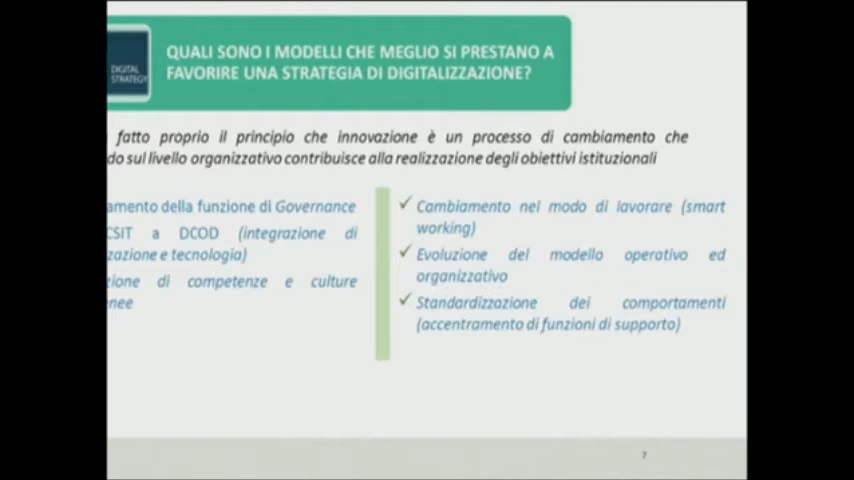 DIGITAL
STRATEGY
QUALI SONO I MODELLI CHE MEGLIO SI PRESTANO A
FAVORIRE UNA STRATEGIA DI DIGITALIZZAZIONE?
fatto proprio il principio che innovazione è un processo di cambiamento che
do sul livello organizzativo contribuisce alla realizzazione degli obiettivi istituzionali
amento della funzione di Governance
CSIT a DCOD (integrazione di
zazione e tecnologia)
zione di competenze e culture
nee
✓ Cambiamento nel modo di lavorare (smart
working)
✓ Evoluzione del modello operativo ed
organizzativo
✓ Standardizzazione dei comportamenti
(accentramento di funzioni di supporto)
7